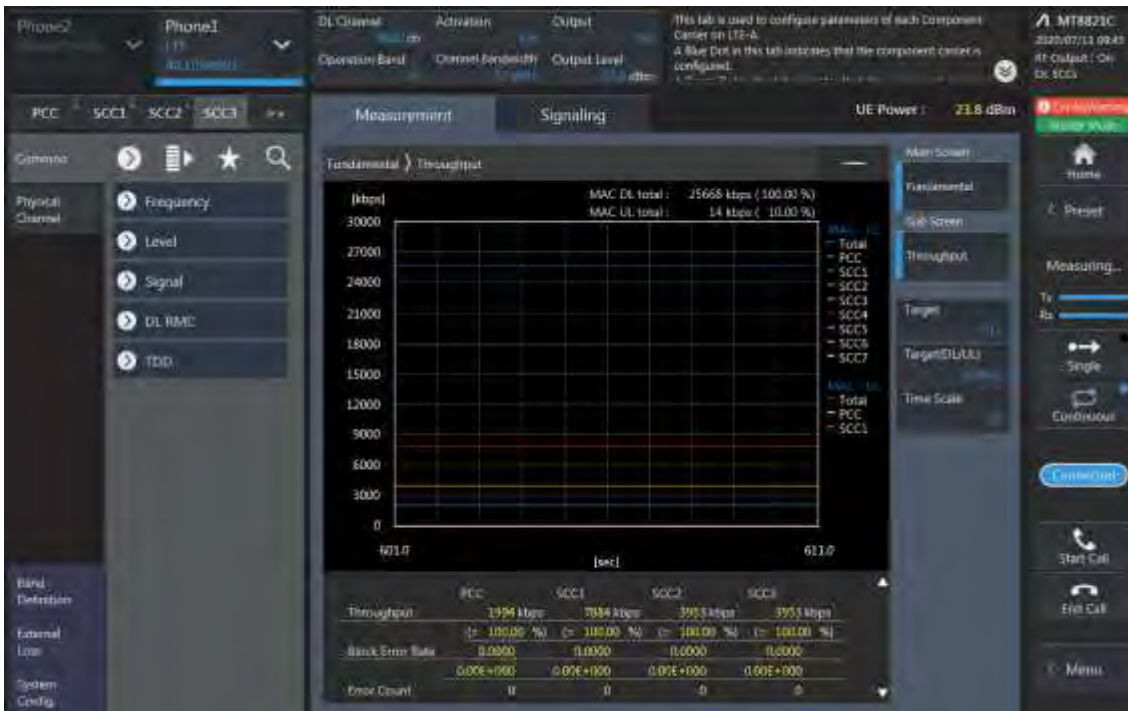 Phone2
Phone1
LTE
DL Channel
Activation
Output
Operation Band
Channel Bandwidth
Output Level
dBm
This tab is used to configure parameters of each Component
Carrier on LTE-A.
A Blue Dot in this tab indicates that the component carrier is
configured.
MT8821C
RF Output : On
DL SCC1
PCC
SCC1
SCC2
SCC3
>>
Measurement
Signaling
UE Power :
23.8 dBm
Common
Physical
Channel
Frequency
Level
Signal
DL RMC
TDD
Fundamental
Throughput
[kbps]
MAC DL total : 25668 kbps ( 100.00 %)
MAC UL total : 14 kbps ( 10.00 %)
30000
27000
24000
21000
18000
15000
12000
9000
6000
3000
0
601.0
[sec]
611.0
MAC - DL
Total
PCC
SCC1
SCC2
SCC3
SCC4
SCC5
SCC6
SCC7
MAC - UL
Total
PCC
SCC1
Main Screen
Fundamental
Sub Screen
Throughput
Target
Target(DL/UL)
Time Scale
Home
Preset
Measuring...
Tx
Rx
Single
Continuous
Connected
Start Call
End Call
Menu
Band
Definition
External
Loss
System
Config
PCC SCC1 SCC2 SCC3
Throughput 1994 kbps 7884 kbps 3953 kbps 3953 kbps
(= 100.00 %) (= 100.00 %) (= 100.00 %) (= 100.00 %)
Block Error Rate 0.0000 0.0000 0.0000 0.0000
0.00E+000 0.00E+000 0.00E+000 0.00E+000
Error Count 0 0 0 0